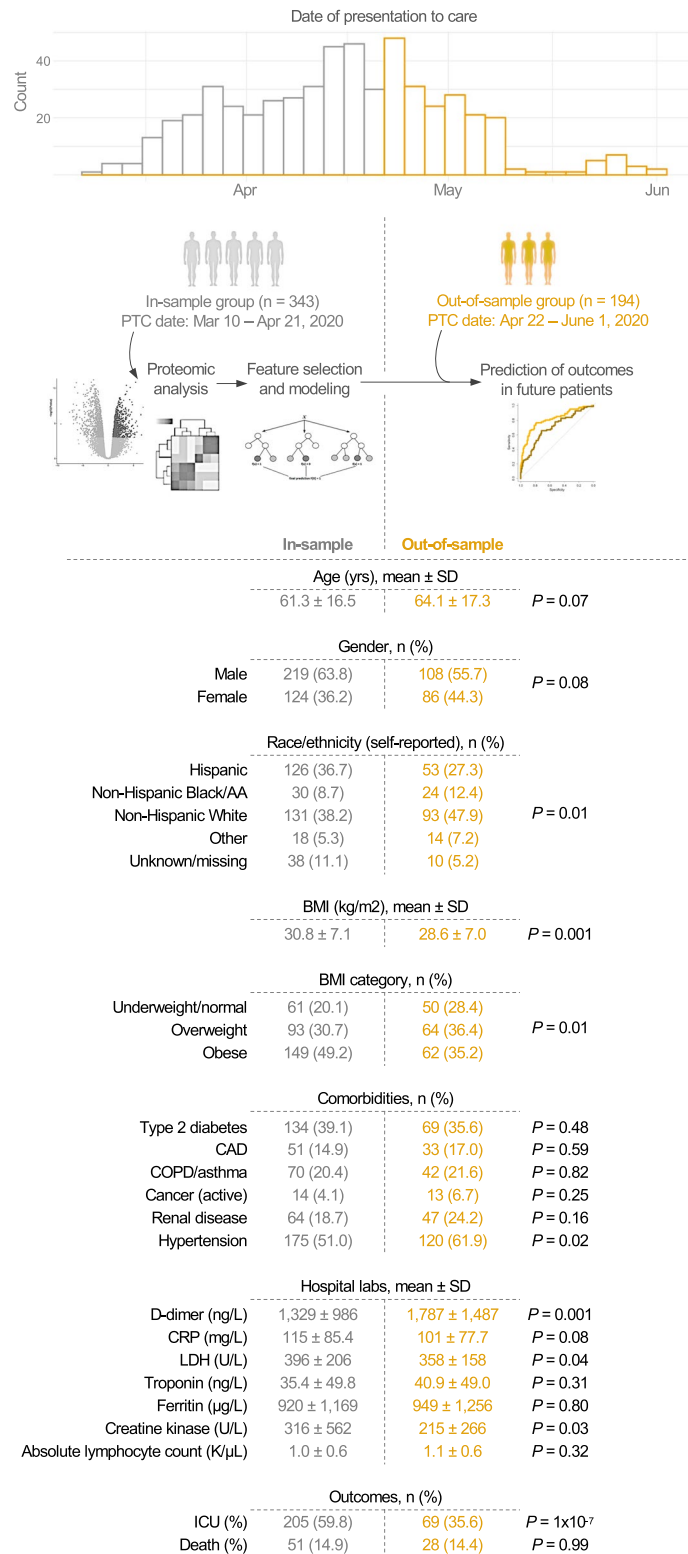 Date of presentation to care
Count
40
20
Apr
May
Jun
In-sample group (n = 343)
PTC date: Mar 10 – Apr 21, 2020
Out-of-sample group (n = 194)
PTC date: Apr 22 – June 1, 2020
Proteomic
analysis
Feature selection
and modeling
Prediction of outcomes
in future patients
Sensitivity
Specificity
In-sample Out-of-sample
Age (yrs), mean ± SD
61.3 ± 16.5 64.1 ± 17.3 P = 0.07
Gender, n (%)
Male 219 (63.8) 108 (55.7)
P = 0.08
Female 124 (36.2) 86 (44.3)
Race/ethnicity (self-reported), n (%)
Hispanic 126 (36.7) 53 (27.3)
Non-Hispanic Black/AA 30 (8.7) 24 (12.4)
Non-Hispanic White 131 (38.2) 93 (47.9) P = 0.01
Other 18 (5.3) 14 (7.2)
Unknown/missing 38 (11.1) 10 (5.2)
BMI (kg/m2), mean ± SD
30.8 ± 7.1 28.6 ± 7.0 P = 0.001
BMI category, n (%)
Underweight/normal 61 (20.1) 50 (28.4)
Overweight 93 (30.7) 64 (36.4) P = 0.01
Obese 149 (49.2) 62 (35.2)
Comorbidities, n (%)
Type 2 diabetes 134 (39.1) 69 (35.6) P = 0.48
CAD 51 (14.9) 33 (17.0) P = 0.59
COPD/asthma 70 (20.4) 42 (21.6) P = 0.82
Cancer (active) 14 (4.1) 13 (6.7) P = 0.25
Renal disease 64 (18.7) 47 (24.2) P = 0.16
Hypertension 175 (51.0) 120 (61.9) P = 0.02
Hospital labs, mean ± SD
D-dimer (ng/L) 1,329 ± 986 1,787 ± 1,487 P = 0.001
CRP (mg/L) 115 ± 85.4 101 ± 77.7 P = 0.08
LDH (U/L) 396 ± 206 358 ± 158 P = 0.04
Troponin (ng/L) 35.4 ± 49.8 40.9 ± 49.0 P = 0.31
Ferritin (µg/L) 920 ± 1,169 949 ± 1,256 P = 0.80
Creatine kinase (U/L) 316 ± 562 215 ± 266 P = 0.03
Absolute lymphocyte count (K/µL) 1.0 ± 0.6 1.1 ± 0.6 P = 0.32
Outcomes, n (%)
ICU (%) 205 (59.8) 69 (35.6) P = 1x10-7
Death (%) 51 (14.9) 28 (14.4) P = 0.99